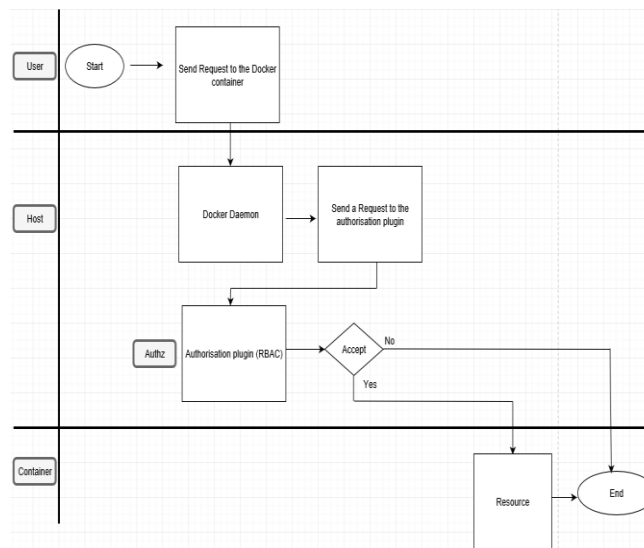 User
Start
Send Request to the Docker
container
Host
Docker Daemon
Send a Request to the
authorisation plugin
Authz
Authorisation plugin (RBAC)
Accept
No
Yes
Container
Resource
End